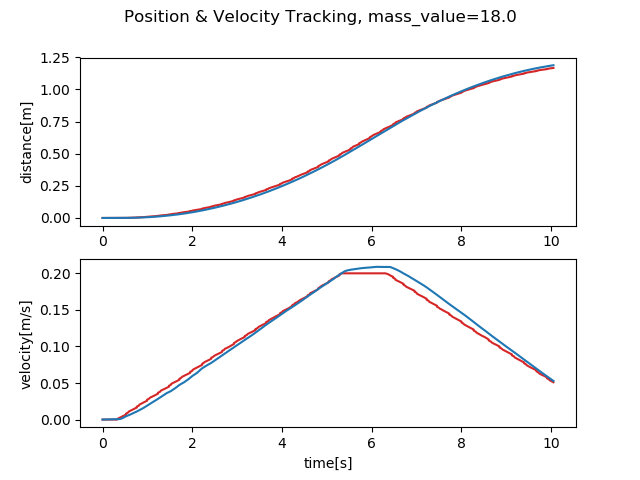 Position & Velocity Tracking, mass_value=18.0
1.25
1.00
0.75
0.50
0.25
0.00
distance[m]
0 2 4 6 8 10
0.20
0.15
0.10
0.05
0.00
velocity[m/s]
0 2 4 6 8 10
time[s]